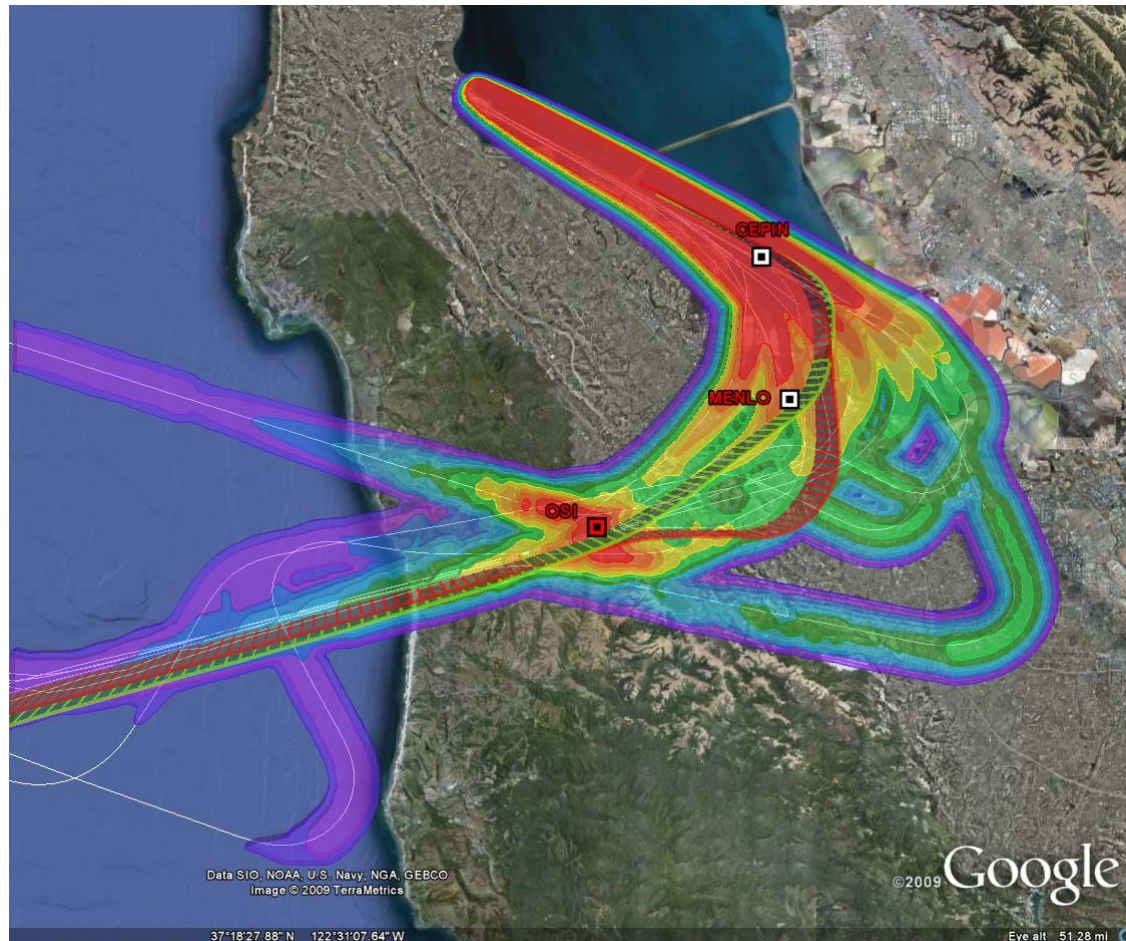 CEPIN
MENLO
OSI
Data SIO, NOAA, U.S. Navy, NGA, GEBCO
Image © 2009 TerraMetrics
©2009 Google
37°18'27.88" N 122°31'07.64" W
Eye alt 51.28 mi